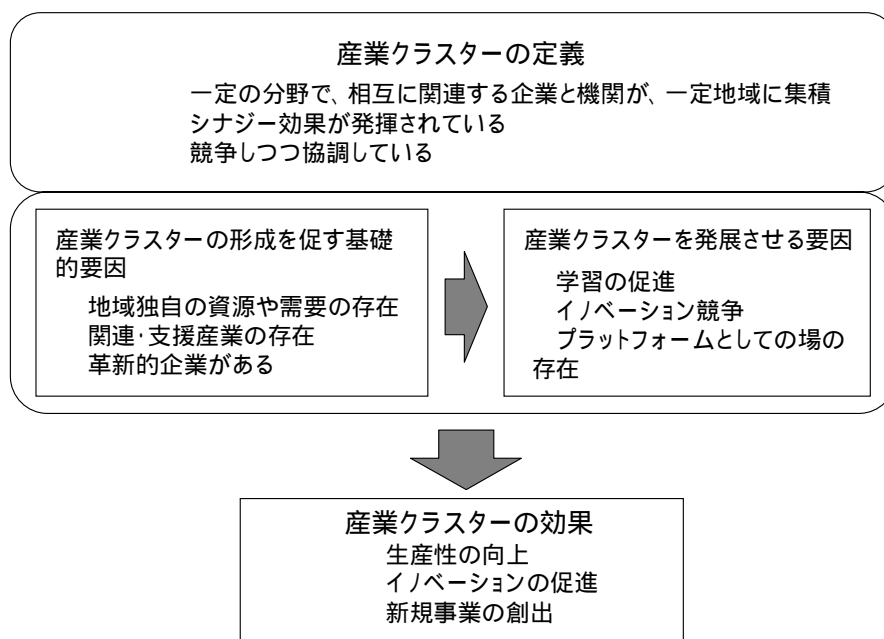 産業クラスターの定義
一定の分野で、相互に関連する企業と機関が、一定地域に集積
シナジー効果が発揮されている
競争しつつ協調している
産業クラスターの形成を促す基礎
的要因
地域独自の資源や需要の存在
関連・支援産業の存在
革新的企業がある
産業クラスターを発展させる要因
学習の促進
イノベーション競争
プラットフォームとしての場の
存在
産業クラスターの効果
生産性の向上
イノベーションの促進
新規事業の創出